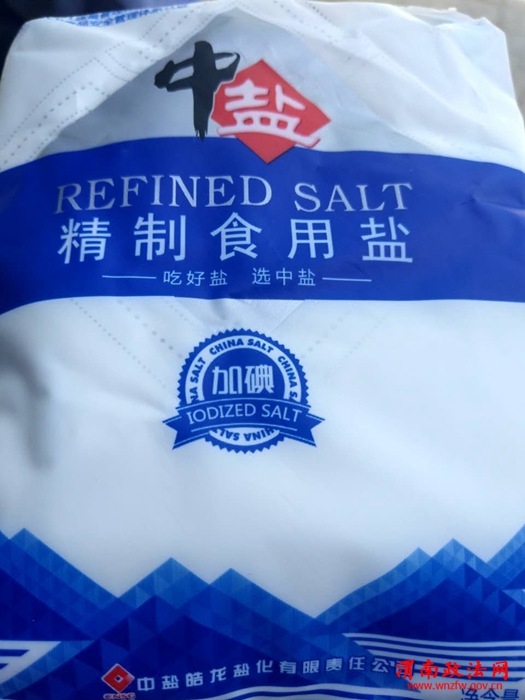 中盐
REFINED SALT
精制食用盐
吃好盐 选中盐
CHINA SALT CHINA SALT CHINA SALT
加碘
IODIZED SALT
中盐皓龙盐化有限责任公
渭南政法网
www.wnzfw.gov.cn